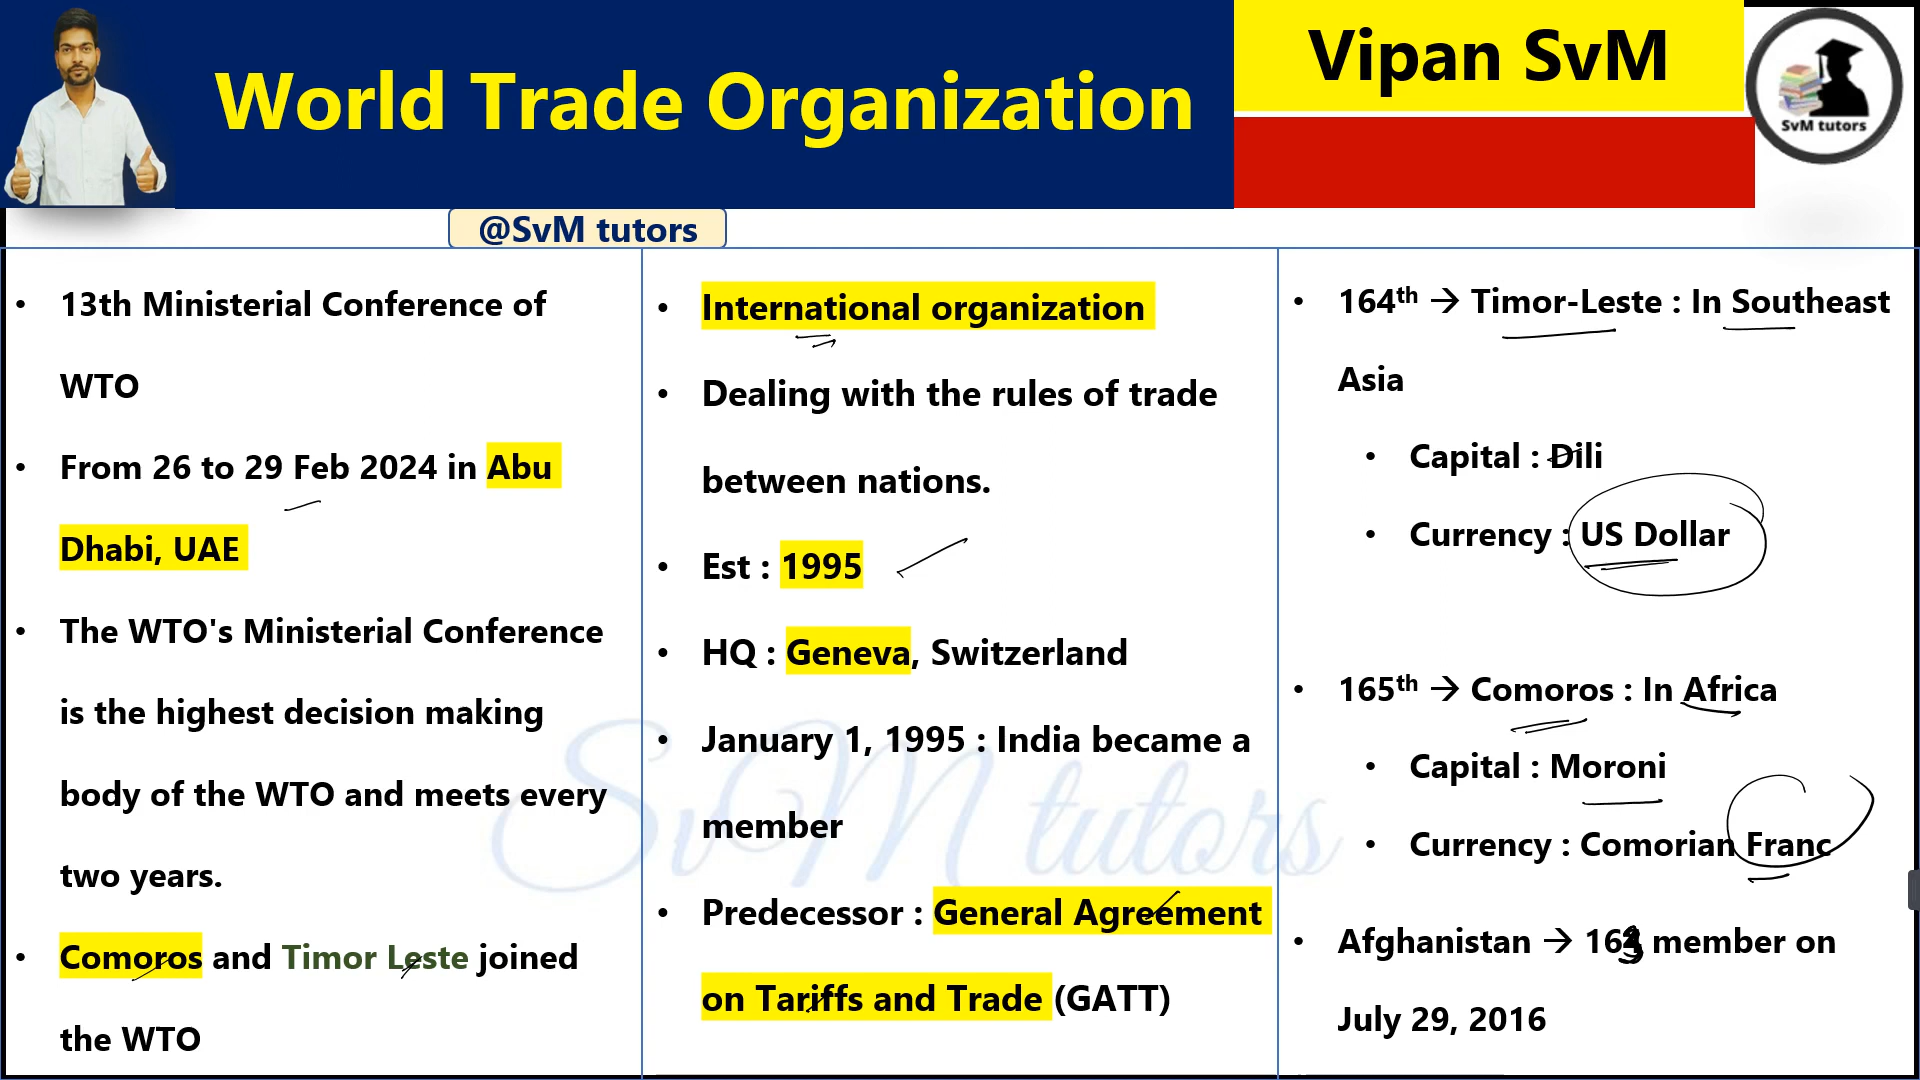 World Trade Organization
Vipan SvM
SvM tutors
@SvM tutors
• 13th Ministerial Conference of
WTO
• From 26 to 29 Feb 2024 in Abu
Dhabi, UAE
• The WTO's Ministerial Conference
is the highest decision making
body of the WTO and meets every
two years.
• Comoros and Timor Leste joined
the WTO
• International organization
• Dealing with the rules of trade
between nations.
• Est : 1995
• HQ : Geneva, Switzerland
• January 1, 1995 : India became a
member
• Predecessor : General Agreement
on Tariffs and Trade (GATT)
• 164th → Timor-Leste : In Southeast
Asia
• Capital : Dili
• Currency : US Dollar
• 165th → Comoros : In Africa
• Capital : Moroni
• Currency : Comorian Franc
• Afghanistan → member on
July 29, 2016
SvM tutors